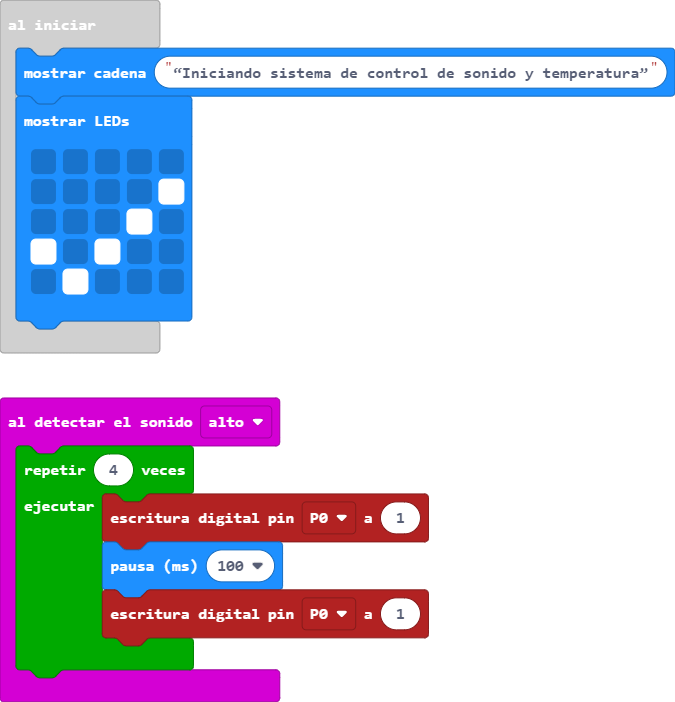 al iniciar
mostrar cadena "“Iniciando sistema de control de sonido y temperatura”"
mostrar LEDs
al detectar el sonido alto
repetir 4 veces
ejecutar
escritura digital pin P0 a 1
pausa (ms) 100
escritura digital pin P0 a 1